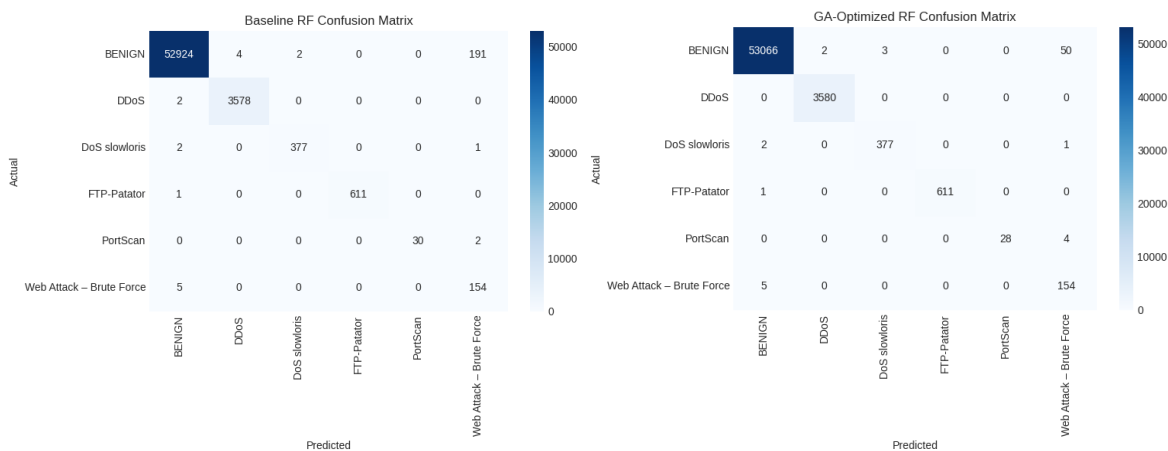 Baseline RF Confusion Matrix
BENIGN 52924 4 2 0 0 191
DDoS 2 3578 0 0 0 0
DoS slowloris 2 0 377 0 0 1
FTP-Patator 1 0 0 611 0 0
PortScan 0 0 0 0 30 2
Web Attack – Brute Force 5 0 0 0 0 154
Actual
BENIGN
DDoS
DoS slowloris
FTP-Patator
PortScan
Web Attack – Brute Force
Predicted
50000
40000
30000
20000
10000
0
GA-Optimized RF Confusion Matrix
BENIGN 53066 2 3 0 0 50
DDoS 0 3580 0 0 0 0
DoS slowloris 2 0 377 0 0 1
FTP-Patator 1 0 0 611 0 0
PortScan 0 0 0 0 28 4
Web Attack – Brute Force 5 0 0 0 0 154
Actual
BENIGN
DDoS
DoS slowloris
FTP-Patator
PortScan
Web Attack – Brute Force
Predicted
50000
40000
30000
20000
10000
0